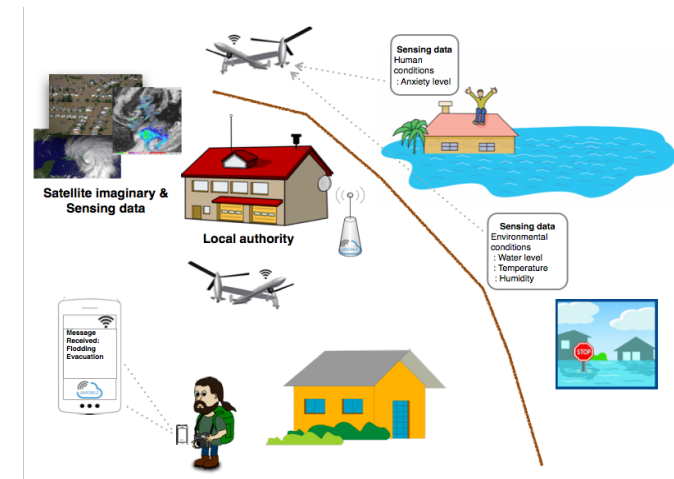 Sensing data
Human
conditions
: Anxiety level
Satellite imaginary &
Sensing data
Local authority
Sensing data
Environmental
conditions
: Water level
: Temperature
: Humidity
STOP
Message
Received:
Flooding
Evacuation